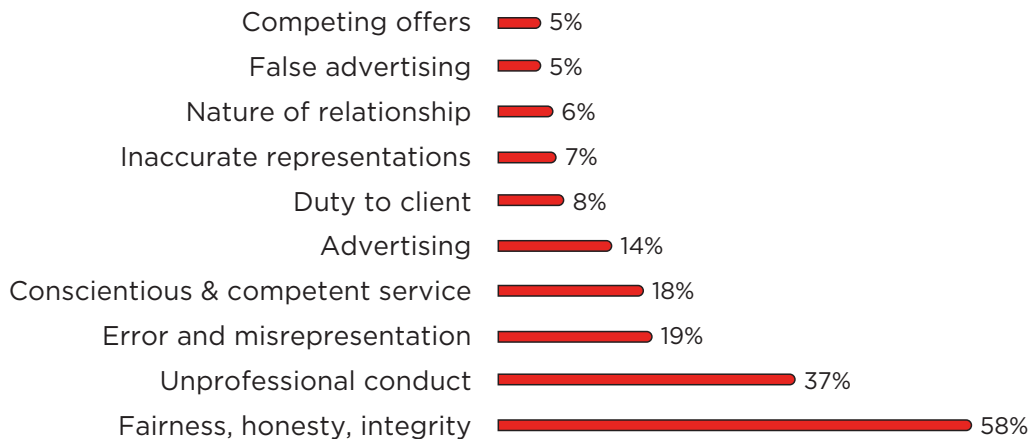 Competing offers 5%
False advertising 5%
Nature of relationship 6%
Inaccurate representations 7%
Duty to client 8%
Advertising 14%
Conscientious & competent service 18%
Error and misrepresentation 19%
Unprofessional conduct 37%
Fairness, honesty, integrity 58%